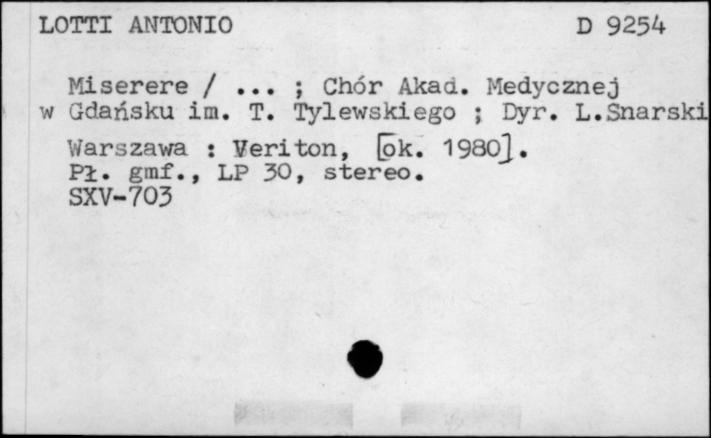 LOTTI ANTONIO D 9254
Miserere / ... ; Chór Akad. Medycznej
w Gdańsku im. T. Tylewskiego ; Dyr. L.Snarski
Warszawa : Veriton, [ok. 1980].
Pł. gmf., LP 30, stereo.
SXV-703